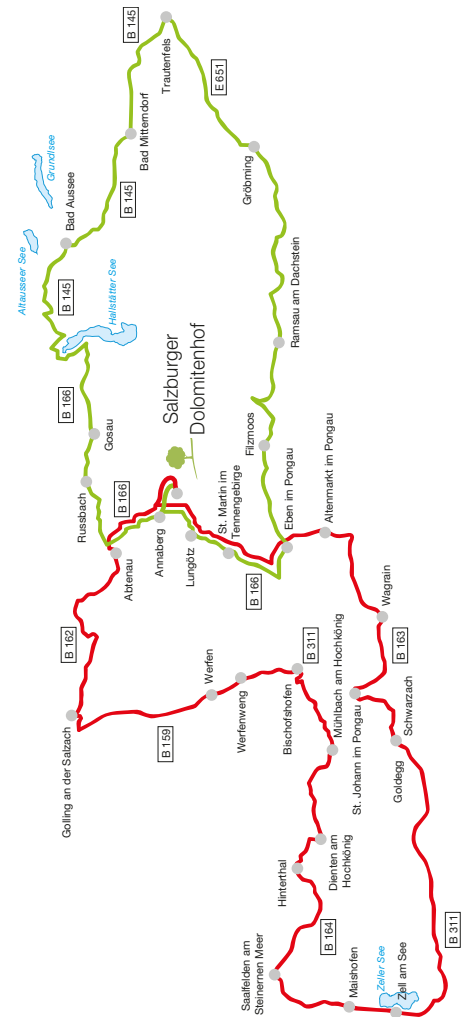 B 145
Trautenfels
E 651
Bad Mitterndorf
B 145
Gröbming
Grundlsee
Bad Aussee
Altausseer See
B 145
Hallstätter See
Ramsau am Dachstein
B 166
Gosau
Salzburger
Dolomitenhof
Filzmoos
Russbach
B 166
Annaberg
Lungötz
St. Martin im
Tennengebirge
Eben im Pongau
Abtenau
B 166
Altenmarkt im Pongau
B 162
Wagrain
B 163
Werfen
Werfenweng
B 311
Golling an der Salzach
B 159
Bischofshofen
Mühlbach am Hochkönig
St. Johann im Pongau
Schwarzach
Goldegg
Dienten am
Hochkönig
Hinterthal
B 164
Saalfelden am
Steinernen Meer
Maishofen
Zeller See
Zell am See
B 311